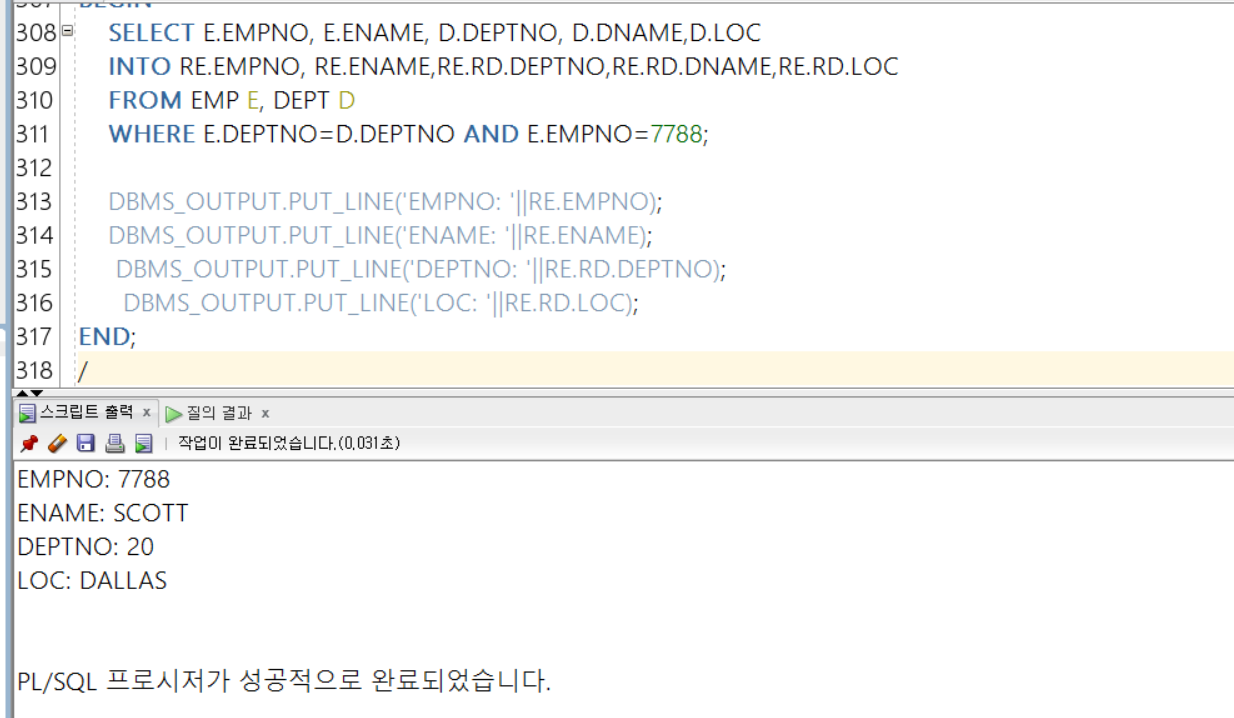 307 BEGIN
308 SELECT E.EMPNO, E.ENAME, D.DEPTNO, D.DNAME,D.LOC
309 INTO RE.EMPNO, RE.ENAME,RE.RD.DEPTNO,RE.RD.DNAME,RE.RD.LOC
310 FROM EMP E, DEPT D
311 WHERE E.DEPTNO=D.DEPTNO AND E.EMPNO=7788;
312
313 DBMS_OUTPUT.PUT_LINE('EMPNO: '||RE.EMPNO);
314 DBMS_OUTPUT.PUT_LINE('ENAME: '||RE.ENAME);
315 DBMS_OUTPUT.PUT_LINE('DEPTNO: '||RE.RD.DEPTNO);
316 DBMS_OUTPUT.PUT_LINE('LOC: '||RE.RD.LOC);
317 END;
318 /
스크립트 출력 x 질의 결과 x
작업이 완료되었습니다.(0,031초)
EMPNO: 7788
ENAME: SCOTT
DEPTNO: 20
LOC: DALLAS
PL/SQL 프로시저가 성공적으로 완료되었습니다.